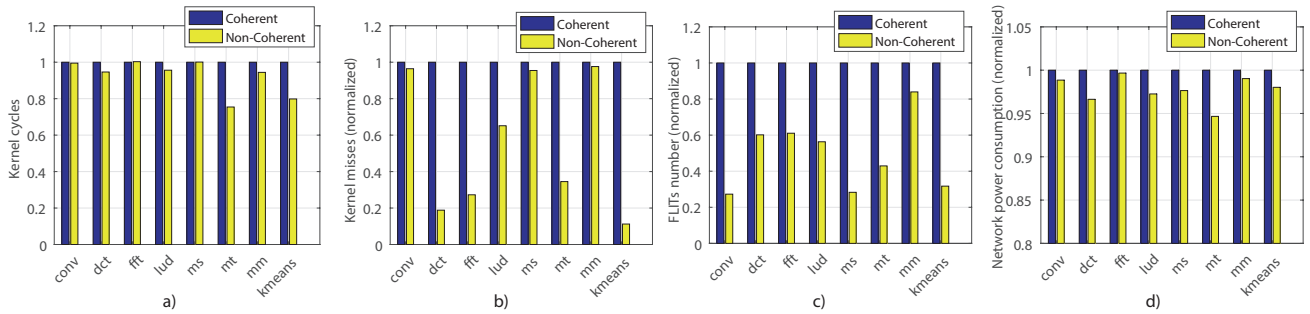 Coherent
Non-Coherent
Kernel cycles
1.2
1
0.8
0.6
0.4
0.2
0
conv
dct
fft
lud
ms
mt
mm
kmeans
a)
Coherent
Non-Coherent
Kernel misses (normalized)
1.2
1
0.8
0.6
0.4
0.2
0
conv
dct
fft
lud
ms
mt
mm
kmeans
b)
Coherent
Non-Coherent
FLITs number (normalized)
1.2
1
0.8
0.6
0.4
0.2
0
conv
dct
fft
lud
ms
mt
mm
kmeans
c)
Coherent
Non-Coherent
Network power consumption (normalized)
1.05
1
0.95
0.9
0.85
0.8
conv
dct
fft
lud
ms
mt
mm
kmeans
d)